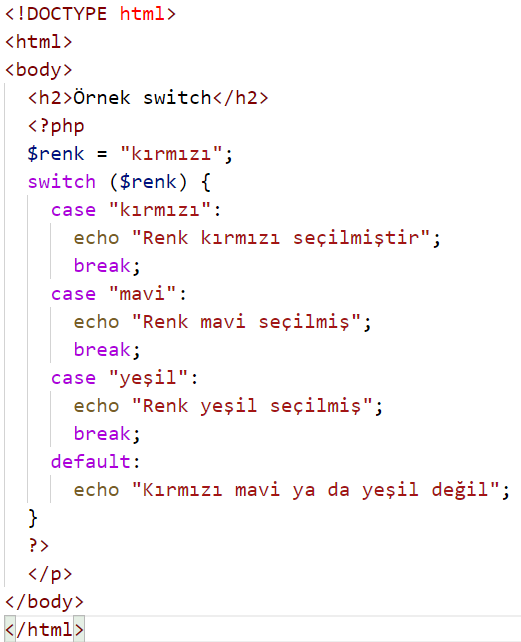 <!DOCTYPE html>
<html>
<body>
  <h2>Örnek switch</h2>
  <?php
  $renk = "kırmızı";
  switch ($renk) {
    case "kırmızı":
      echo "Renk kırmızı seçilmiştir";
      break;
    case "mavi":
      echo "Renk mavi seçilmiş";
      break;
    case "yeşil":
      echo "Renk yeşil seçilmiş";
      break;
    default:
      echo "Kırmızı mavi ya da yeşil değil";
  }
  ?>
  </p>
</body>
</html>